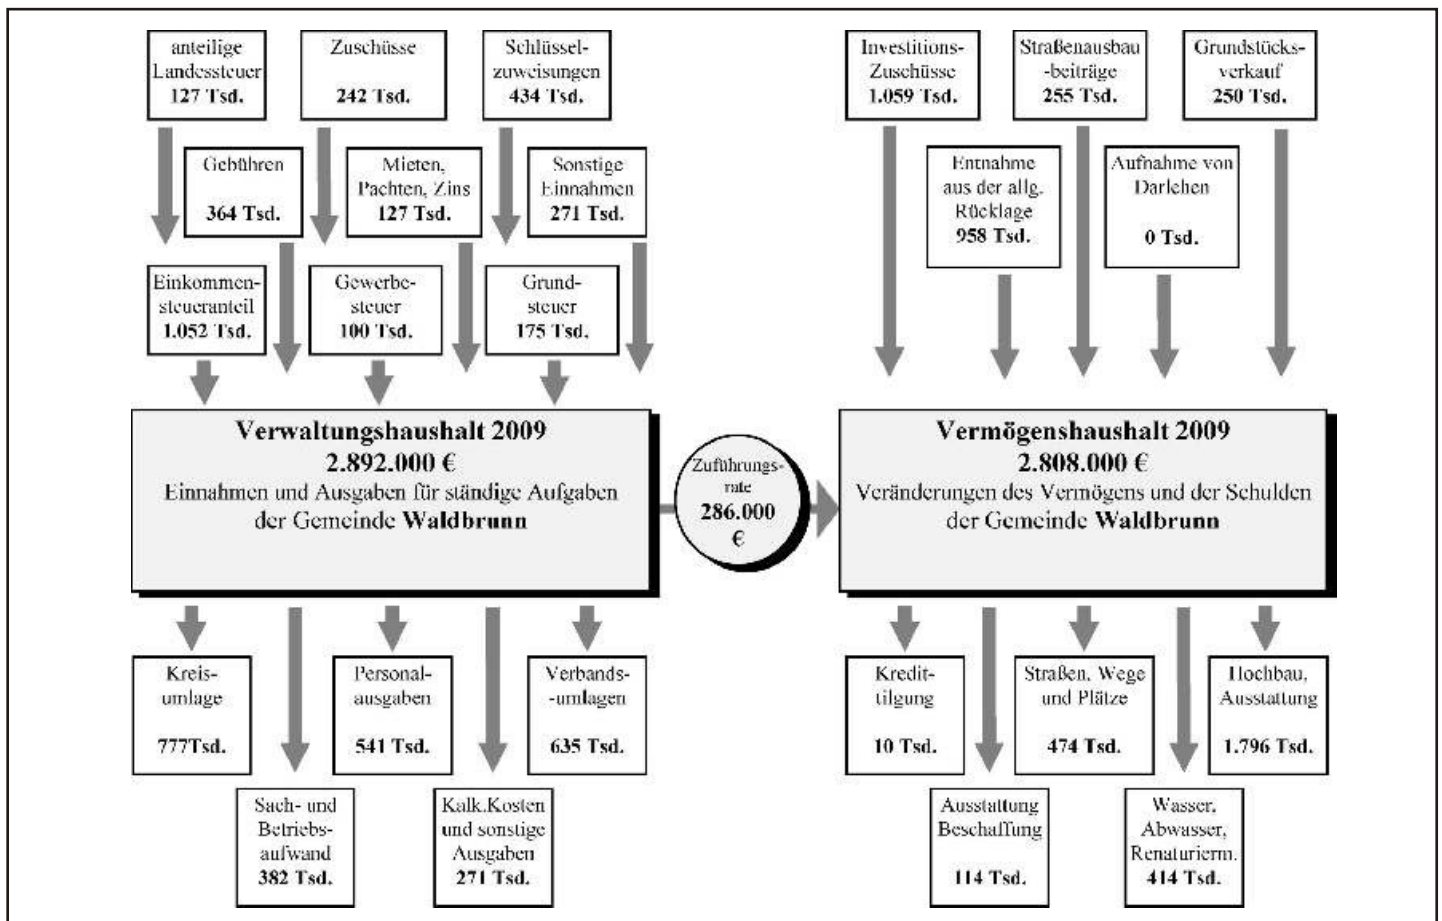 anteilige
Landessteuer
127 Tsd.
Zuschüsse
242 Tsd.
Schlüssel-
zuweisungen
434 Tsd.
Gebühren
364 Tsd.
Mieten,
Pachten, Zins
127 Tsd.
Sonstige
Einnahmen
271 Tsd.
Einkommen-
steueranteil
1.052 Tsd.
Gewerbe-
steuer
100 Tsd.
Grund-
steuer
175 Tsd.
Investitions-
Zuschüsse
1.059 Tsd.
Straßenausbau
-beiträge
255 Tsd.
Grundstücks-
verkauf
250 Tsd.
Entnahme
aus der allg.
Rücklage
958 Tsd.
Aufnahme von
Darlehen
0 Tsd.
Verwaltungshaushalt 2009
2.892.000 €
Einnahmen und Ausgaben für ständige Aufgaben
der Gemeinde Waldbrunn
Zuführungs-
rate
286.000
€
Vermögenshaushalt 2009
2.808.000 €
Veränderungen des Vermögens und der Schulden
der Gemeinde Waldbrunn
Kreis-
umlage
777Tsd.
Personal-
ausgaben
541 Tsd.
Verbands-
-umlagen
635 Tsd.
Sach- und
Betriebs-
aufwand
382 Tsd.
Kalk.Kosten
und sonstige
Ausgaben
271 Tsd.
Kredit-
tilgung
10 Tsd.
Straßen, Wege
und Plätze
474 Tsd.
Hochbau,
Ausstattung
1.796 Tsd.
Ausstattung
Beschaffung
114 Tsd.
Wasser,
Abwasser,
Renaturierm.
414 Tsd.